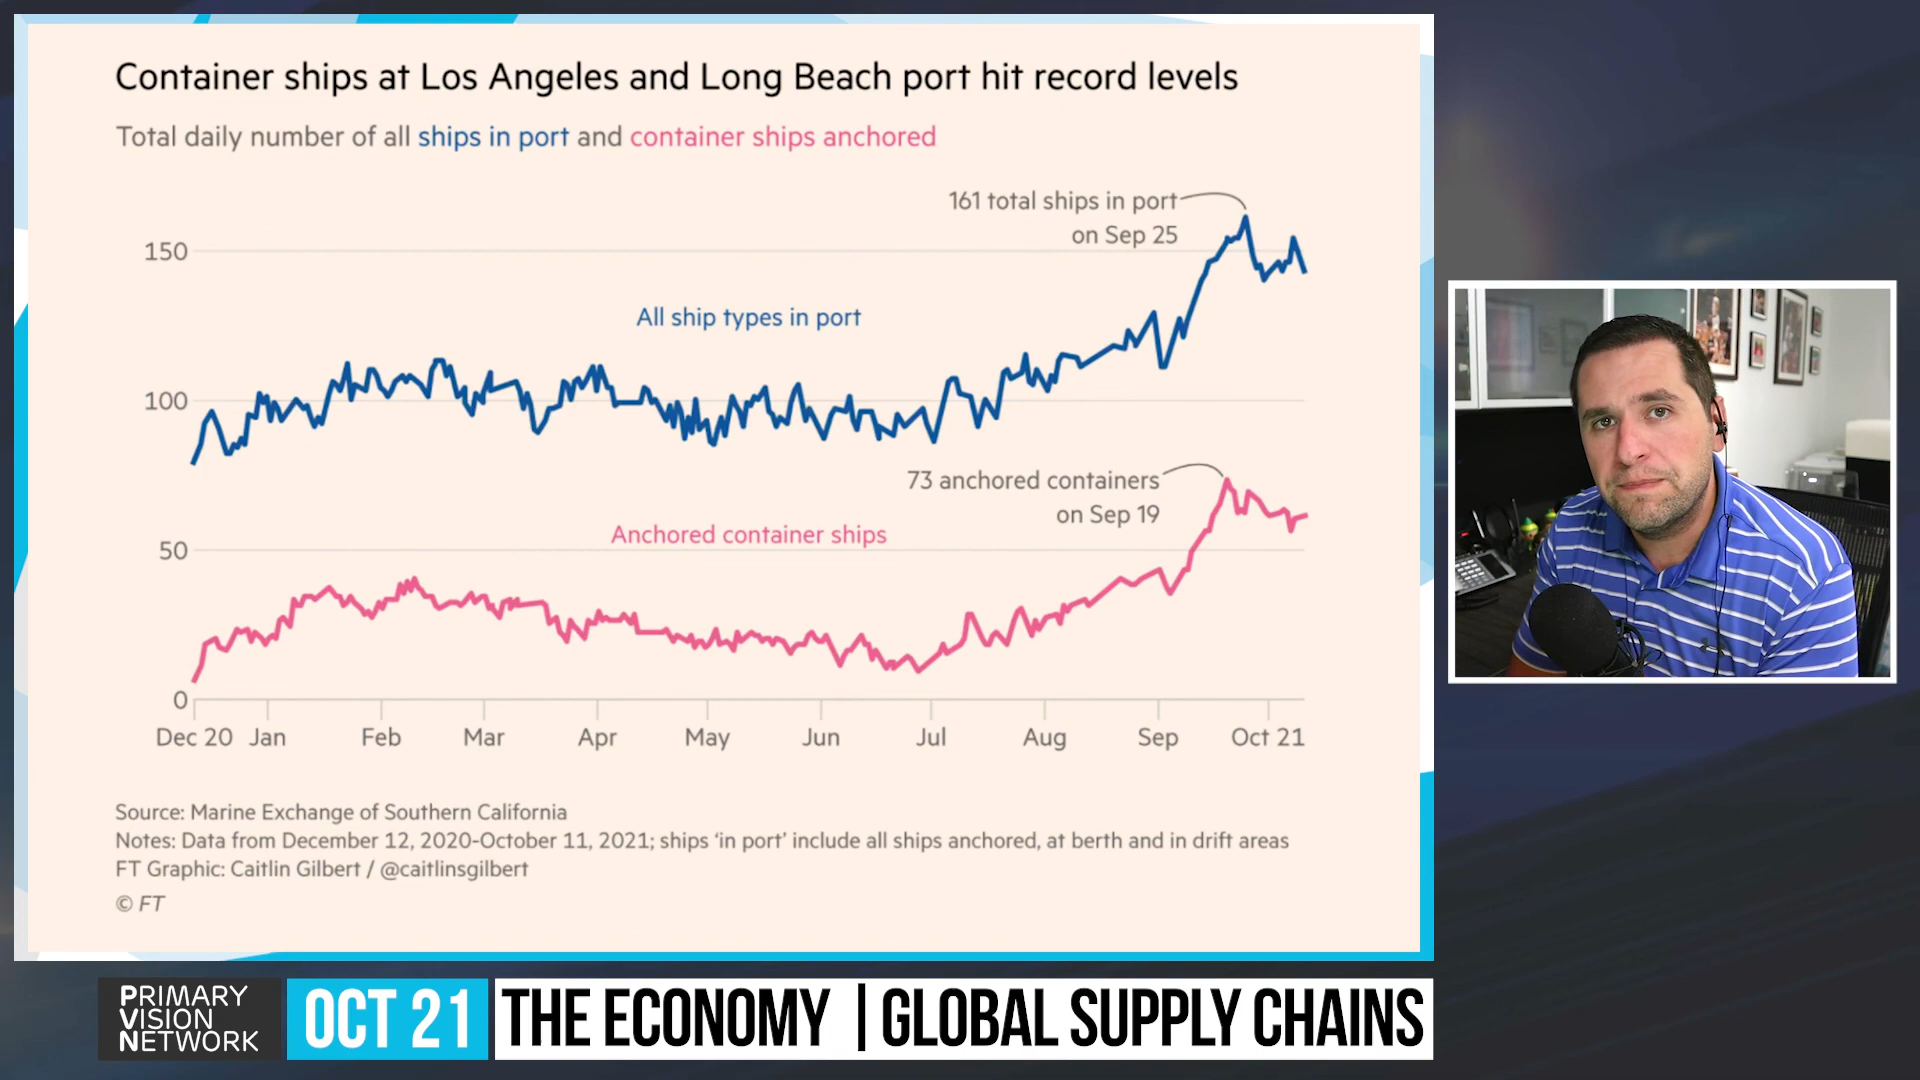 Container ships at Los Angeles and Long Beach port hit record levels
Total daily number of all ships in port and container ships anchored
161 total ships in port
on Sep 25
150
All ship types in port
100
73 anchored containers
on Sep 19
Anchored container ships
50
0
Dec 20 Jan Feb Mar Apr May Jun Jul Aug Sep Oct 21
Source: Marine Exchange of Southern California
Notes: Data from December 12, 2020-October 11, 2021; ships ‘in port’ include all ships anchored, at berth and in drift areas
FT Graphic: Caitlin Gilbert / @caitlinsgilbert
© FT
PRIMARY
VISION
NETWORK
OCT 21
THE ECONOMY | GLOBAL SUPPLY CHAINS